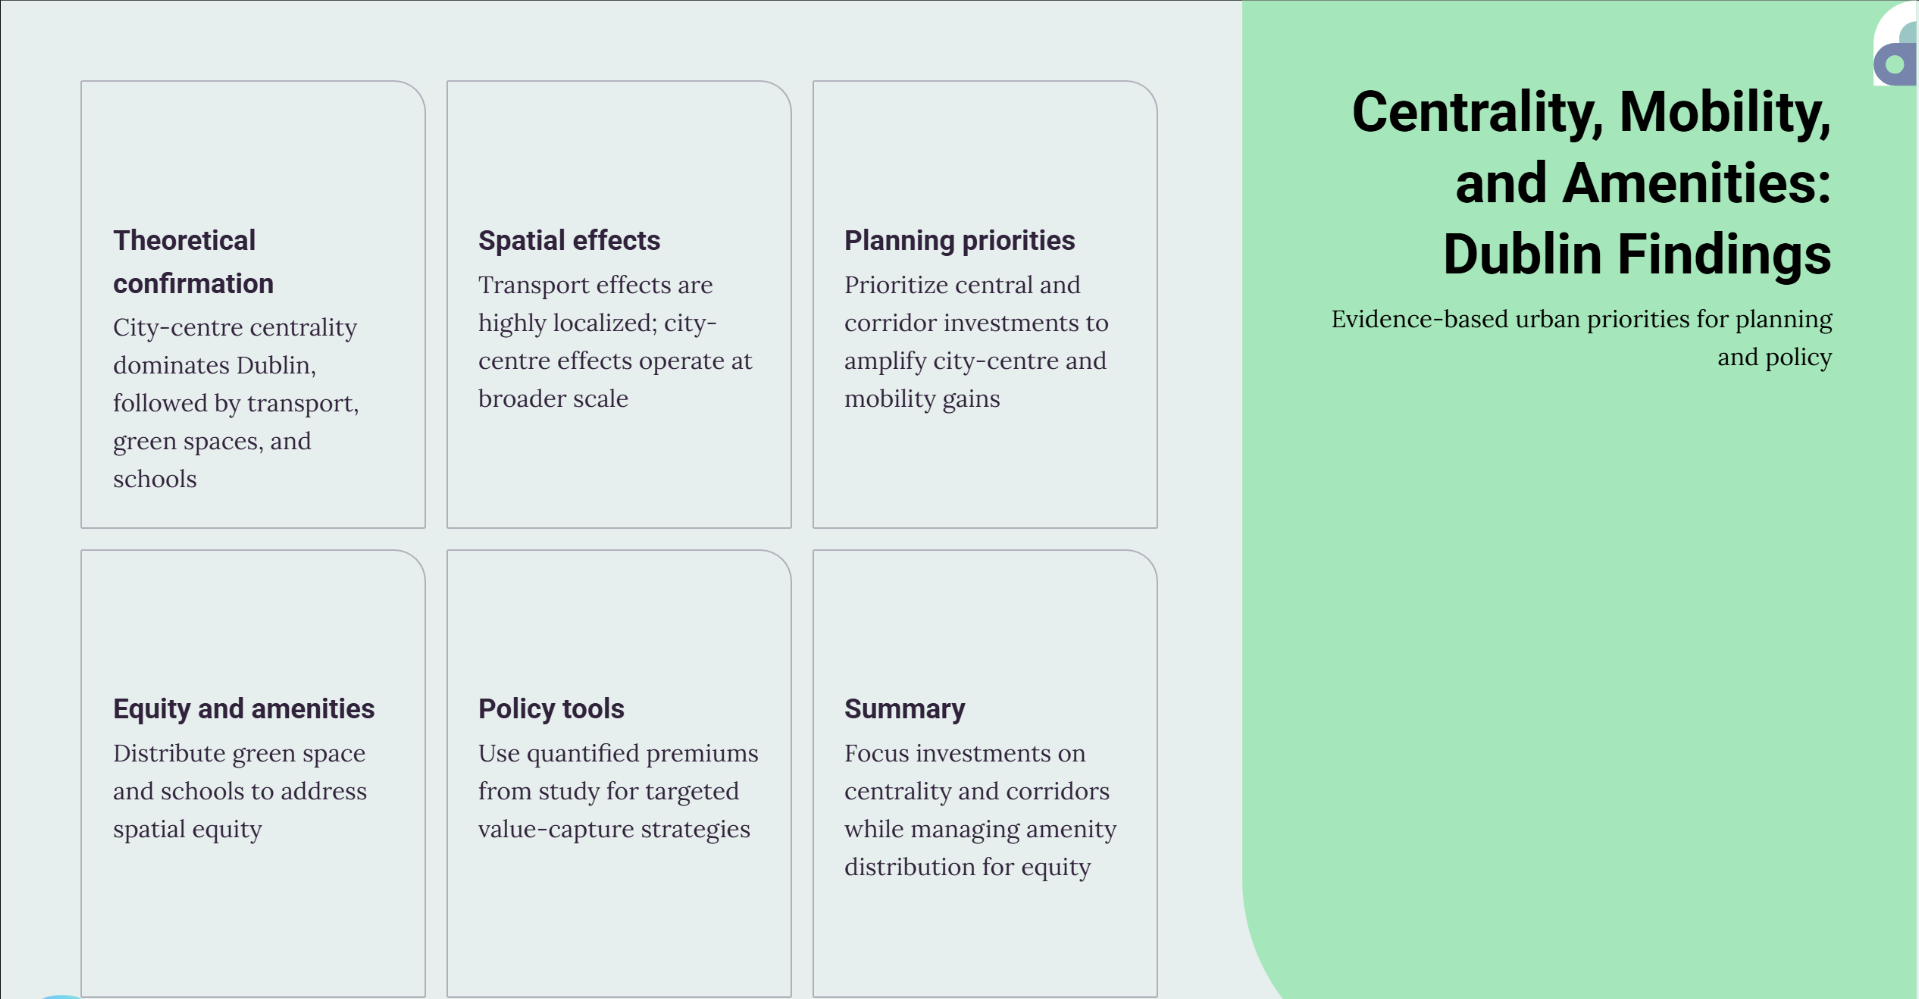 Centrality, Mobility,
and Amenities:
Dublin Findings
Evidence-based urban priorities for planning
and policy
Theoretical
confirmation
City-centre centrality
dominates Dublin,
followed by transport,
green spaces, and
schools
Spatial effects
Transport effects are
highly localized; city-
centre effects operate at
broader scale
Planning priorities
Prioritize central and
corridor investments to
amplify city-centre and
mobility gains
Equity and amenities
Distribute green space
and schools to address
spatial equity
Policy tools
Use quantified premiums
from study for targeted
value-capture strategies
Summary
Focus investments on
centrality and corridors
while managing amenity
distribution for equity